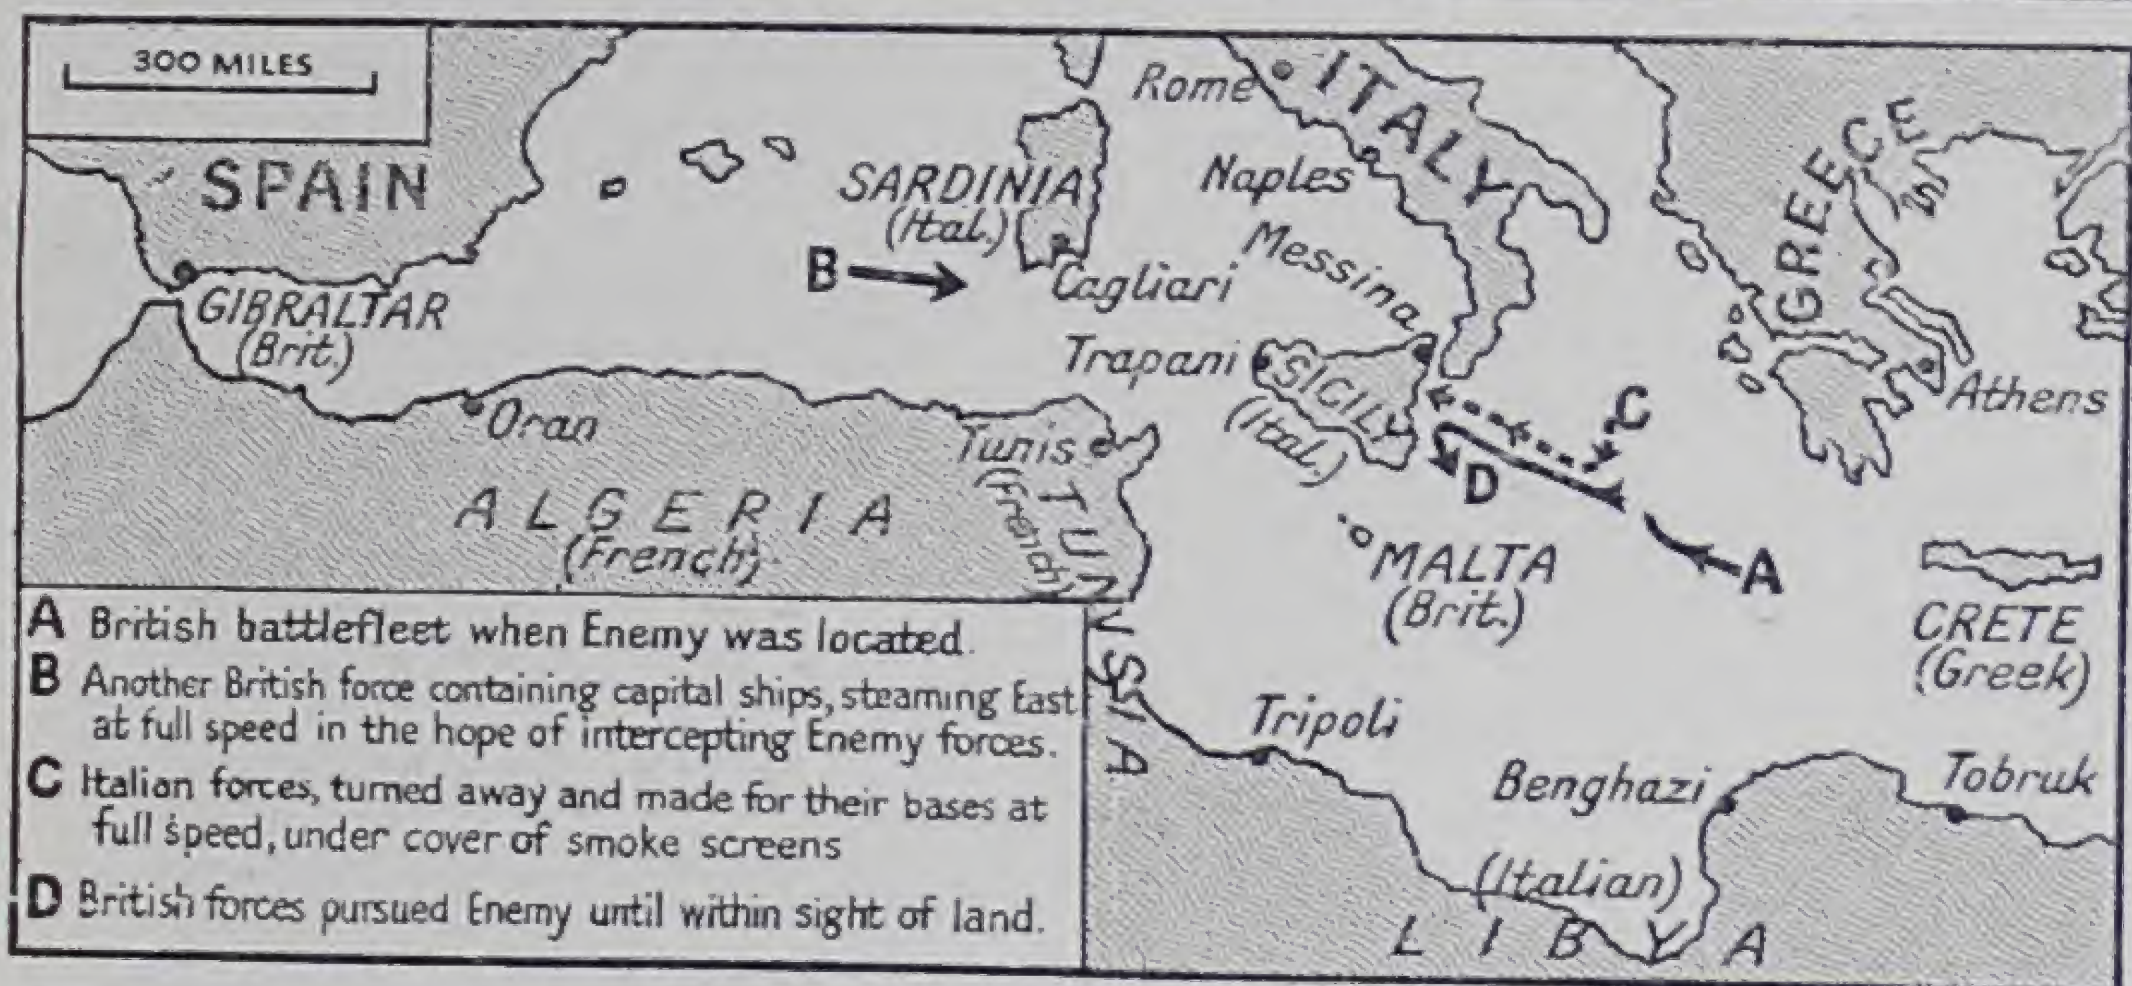 300 MILES
SPAIN
GIBRALTAR
(Brit.)
Oran
ALGERIA
(French)
SARDINIA
(Ital.)
B
Cagliari
Rome
ITALY
Naples
Messina
Trapani
SICILY
(Ital.)
Tunis
(French)
TUNISIA
GREECE
Athens
C
D
A
MALTA
(Brit.)
CRETE
(Greek)
Tripoli
Benghazi
Tobruk
(Italian)
LIBYA
A British battlefleet when Enemy was located.
B Another British force containing capital ships, steaming East
at full speed in the hope of intercepting Enemy forces.
C Italian forces, turned away and made for their bases at
full speed, under cover of smoke screens
D British forces pursued Enemy until within sight of land.